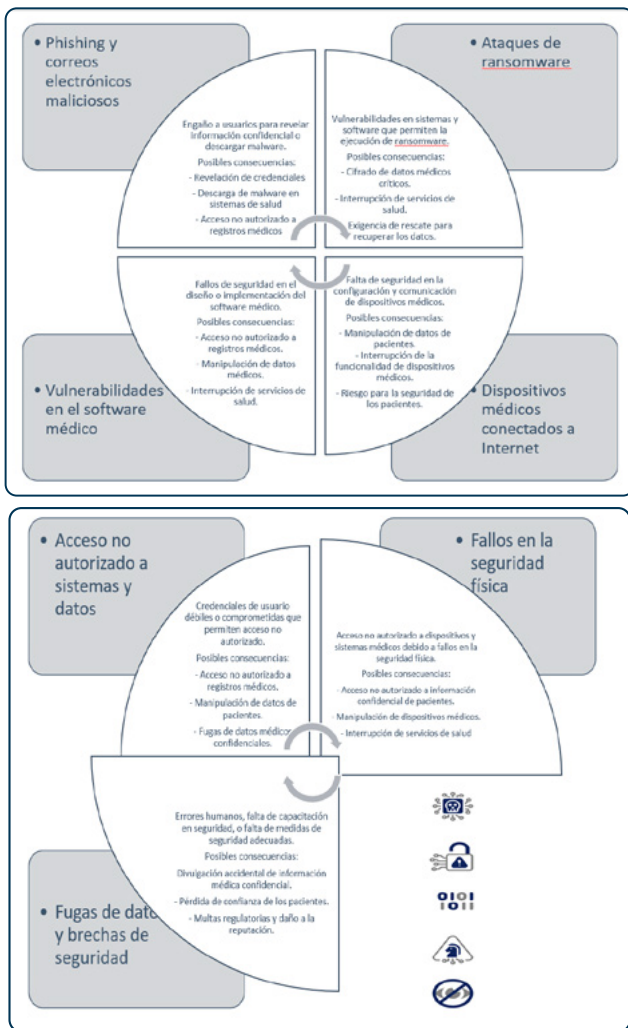 • Phishing y
correos
electrónicos
maliciosos
• Ataques de
ransomware
Engaño a usuarios para revelar
información confidencial o
descargar malware.
Posibles consecuencias:
- Revelación de credenciales
- Descarga de malware en
sistemas de salud
- Acceso no autorizado a
registros médicos
Vulnerabilidades en sistemas y
software que permiten la
ejecución de ransomware.
Posibles consecuencias:
- Cifrado de datos médicos
críticos.
- Interrupción de servicios de
salud.
Exigencia de rescate para
recuperar los datos.
Fallos de seguridad en el
diseño o implementación del
software médico.
Posibles consecuencias:
- Acceso no autorizado a
registros médicos.
- Manipulación de datos
médicos.
- Interrupción de servicios de
salud.
Falta de seguridad en la
configuración y comunicación
de dispositivos médicos.
Posibles consecuencias:
- Manipulación de datos de
pacientes.
- Interrupción de la
funcionalidad de dispositivos
médicos.
- Riesgo para la seguridad de
los pacientes.
• Vulnerabilidades
en el software
médico
• Dispositivos
médicos
conectados a
Internet
• Acceso no
autorizado a
sistemas y
datos
• Fallos en la
seguridad
física
Credenciales de usuario
débiles o comprometidas que
permiten acceso no
autorizado.
Posibles consecuencias:
- Acceso no autorizado a
registros médicos.
- Manipulación de datos de
pacientes.
- Fugas de datos médicos
confidenciales.
Acceso no autorizado a dispositivos y
sistemas médicos debido a fallos en la
seguridad física.
Posibles consecuencias:
- Acceso no autorizado a información
confidencial de pacientes.
- Manipulación de dispositivos médicos.
- Interrupción de servicios de salud
Errores humanos, falta de capacitación
en seguridad, o falta de medidas de
seguridad adecuadas.
Posibles consecuencias:
Divulgación accidental de información
médica confidencial.
- Pérdida de confianza de los pacientes.
- Multas regulatorias y daño a la
reputación.
• Fugas de dato
y brechas de
seguridad
0101
1011